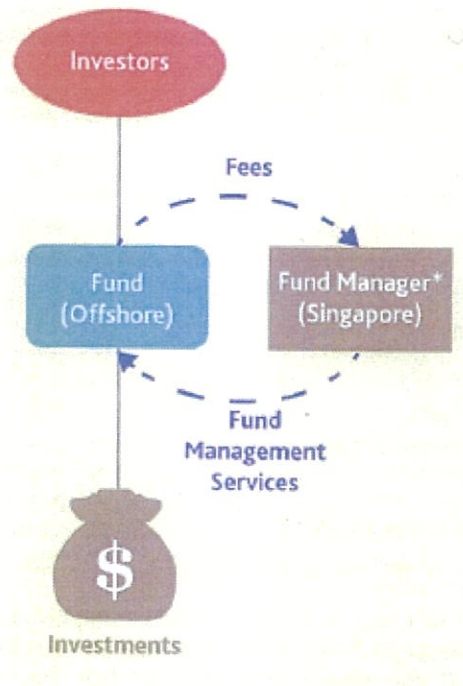 Investors
Fees
Fund
(Offshore)
Fund Manager*
(Singapore)
Fund
Management
Services
$
Investments